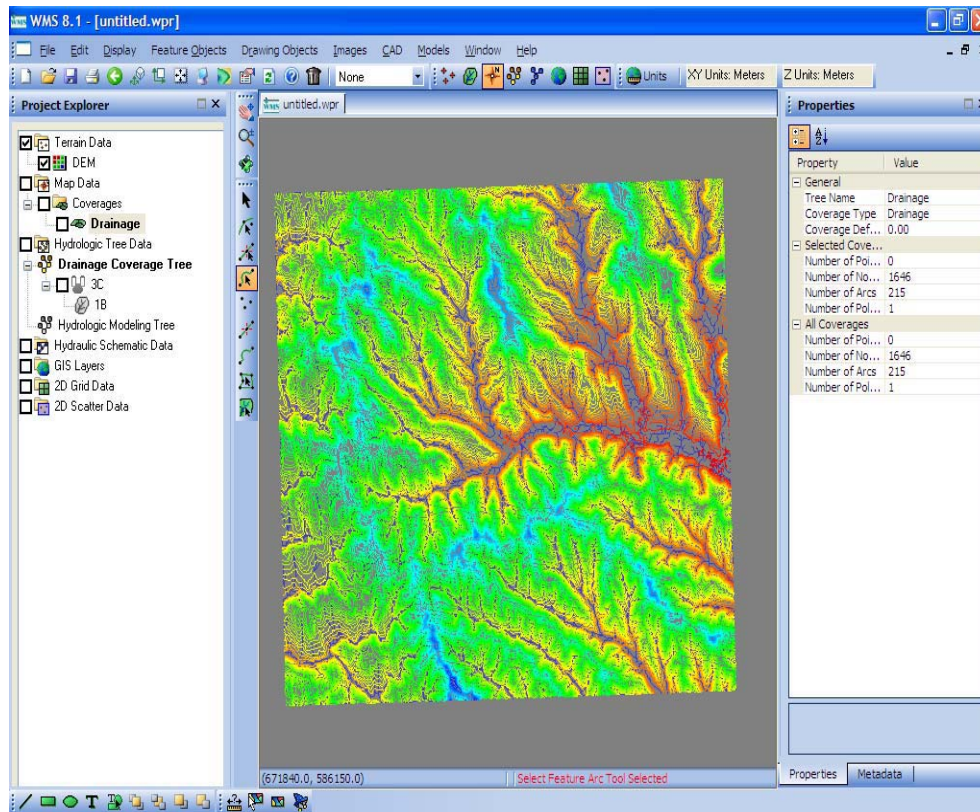 WMS 8.1 - [untitled.wpr]
File Edit Display Feature Objects Drawing Objects Images CAD Models Window Help
None Units XY Units: Meters Z Units: Meters
Project Explorer
untitled.wpr
Properties
Terrain Data
DEM
Map Data
Coverages
Drainage
Hydrologic Tree Data
Drainage Coverage Tree
3C
1B
Hydrologic Modeling Tree
Hydraulic Schematic Data
GIS Layers
2D Grid Data
2D Scatter Data
Property Value
General
Tree Name Drainage
Coverage Type Drainage
Coverage Def... 0.00
Selected Cove...
Number of Poi... 0
Number of No... 1646
Number of Arcs 215
Number of Pol... 1
All Coverages
Number of Poi... 0
Number of No... 1646
Number of Arcs 215
Number of Pol... 1
(671840.0, 586150.0) Select Feature Arc Tool Selected
Properties Metadata
T